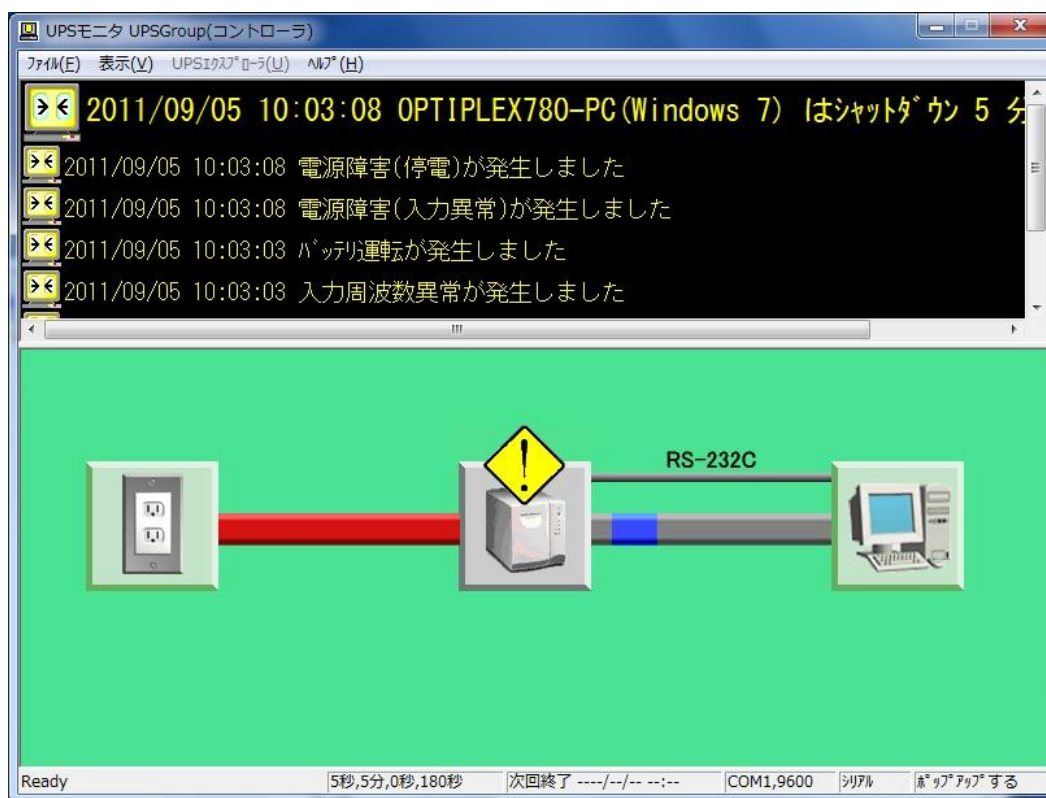 UPSモニタ UPSGroup(コントローラ)
ﾌｧｲﾙ(F) 表示(V) UPSｴｸｽﾌﾟﾛｰﾗ(U) ﾍﾙﾌﾟ(H)
2011/09/05 10:03:08 OPTIPLEX780-PC(Windows 7) はｼｬｯﾄﾀﾞｳﾝ 5 分
2011/09/05 10:03:08 電源障害(停電)が発生しました
2011/09/05 10:03:08 電源障害(入力異常)が発生しました
2011/09/05 10:03:03 ﾊﾞｯﾃﾘ運転が発生しました
2011/09/05 10:03:03 入力周波数異常が発生しました
RS-232C
Ready 5秒,5分,0秒,180秒 次回終了 ----/--/-- --:-- COM1,9600 ｼﾘｱﾙ ﾎﾟｯﾌﾟｱｯﾌﾟする